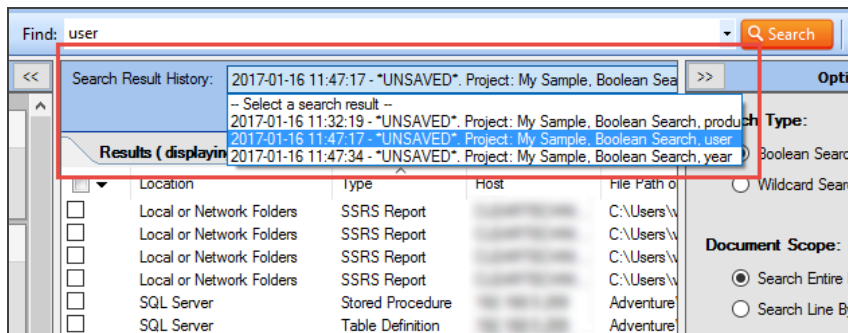 Find: user Search
<< Search Result History: 2017-01-16 11:47:17 - *UNSAVED*. Project: My Sample, Boolean Sea >> Opti
-- Select a search result --
2017-01-16 11:32:19 - *UNSAVED*. Project: My Sample, Boolean Search, produc ch Type:
2017-01-16 11:47:17 - *UNSAVED*. Project: My Sample, Boolean Search, user Boolean Searc
Results ( displayin 2017-01-16 11:47:34 - *UNSAVED*. Project: My Sample, Boolean Search, year
Location Type Host File Path o Wildcard Sear
Local or Network Folders SSRS Report C:\Users\v
Local or Network Folders SSRS Report C:\Users\v
Local or Network Folders SSRS Report C:\Users\v Document Scope:
Local or Network Folders SSRS Report C:\Users\v Search Entire
SQL Server Stored Procedure Adventure Search Line By
SQL Server Table Definition Adventure